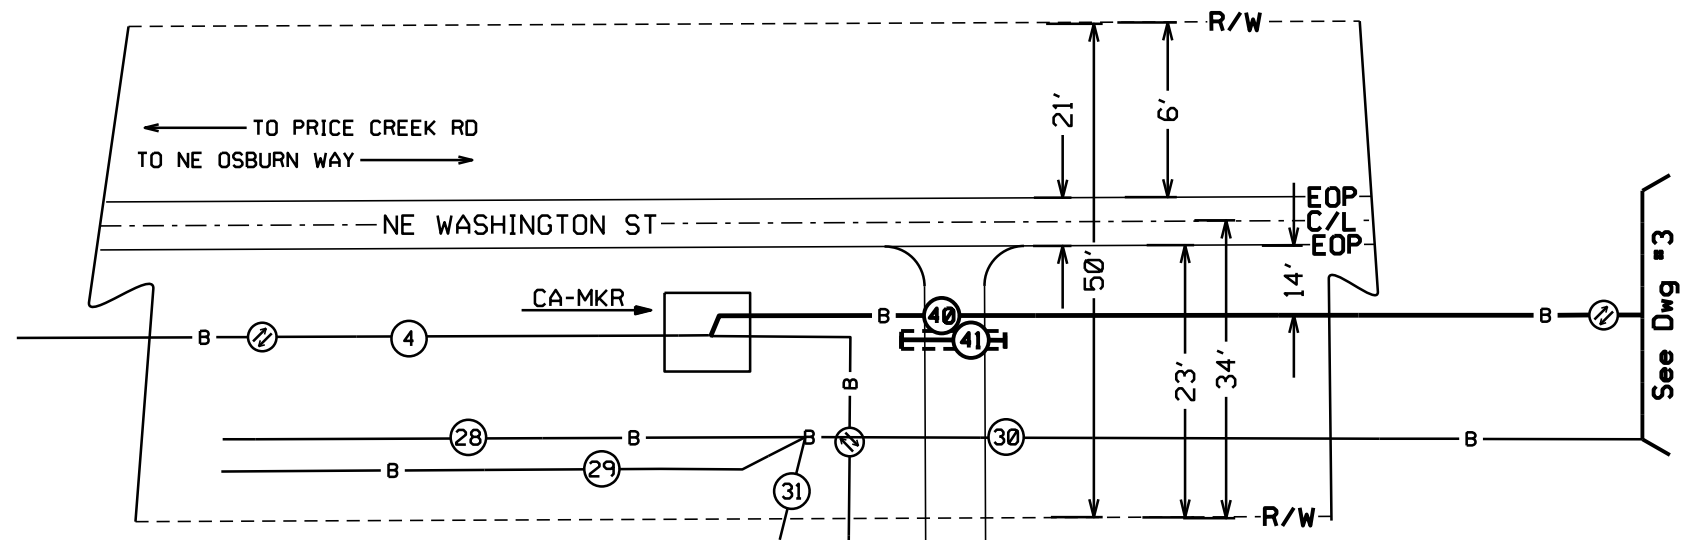 R/W
21'
6'
TO PRICE CREEK RD
TO NE OSBURN WAY
EOP
NE WASHINGTON ST
C/L
EOP
50'
14'
See Dwg #3
CA-MKR
B
4
B
40
B
41
B
23'
34'
28
B
B
30
B
B
29
31
R/W